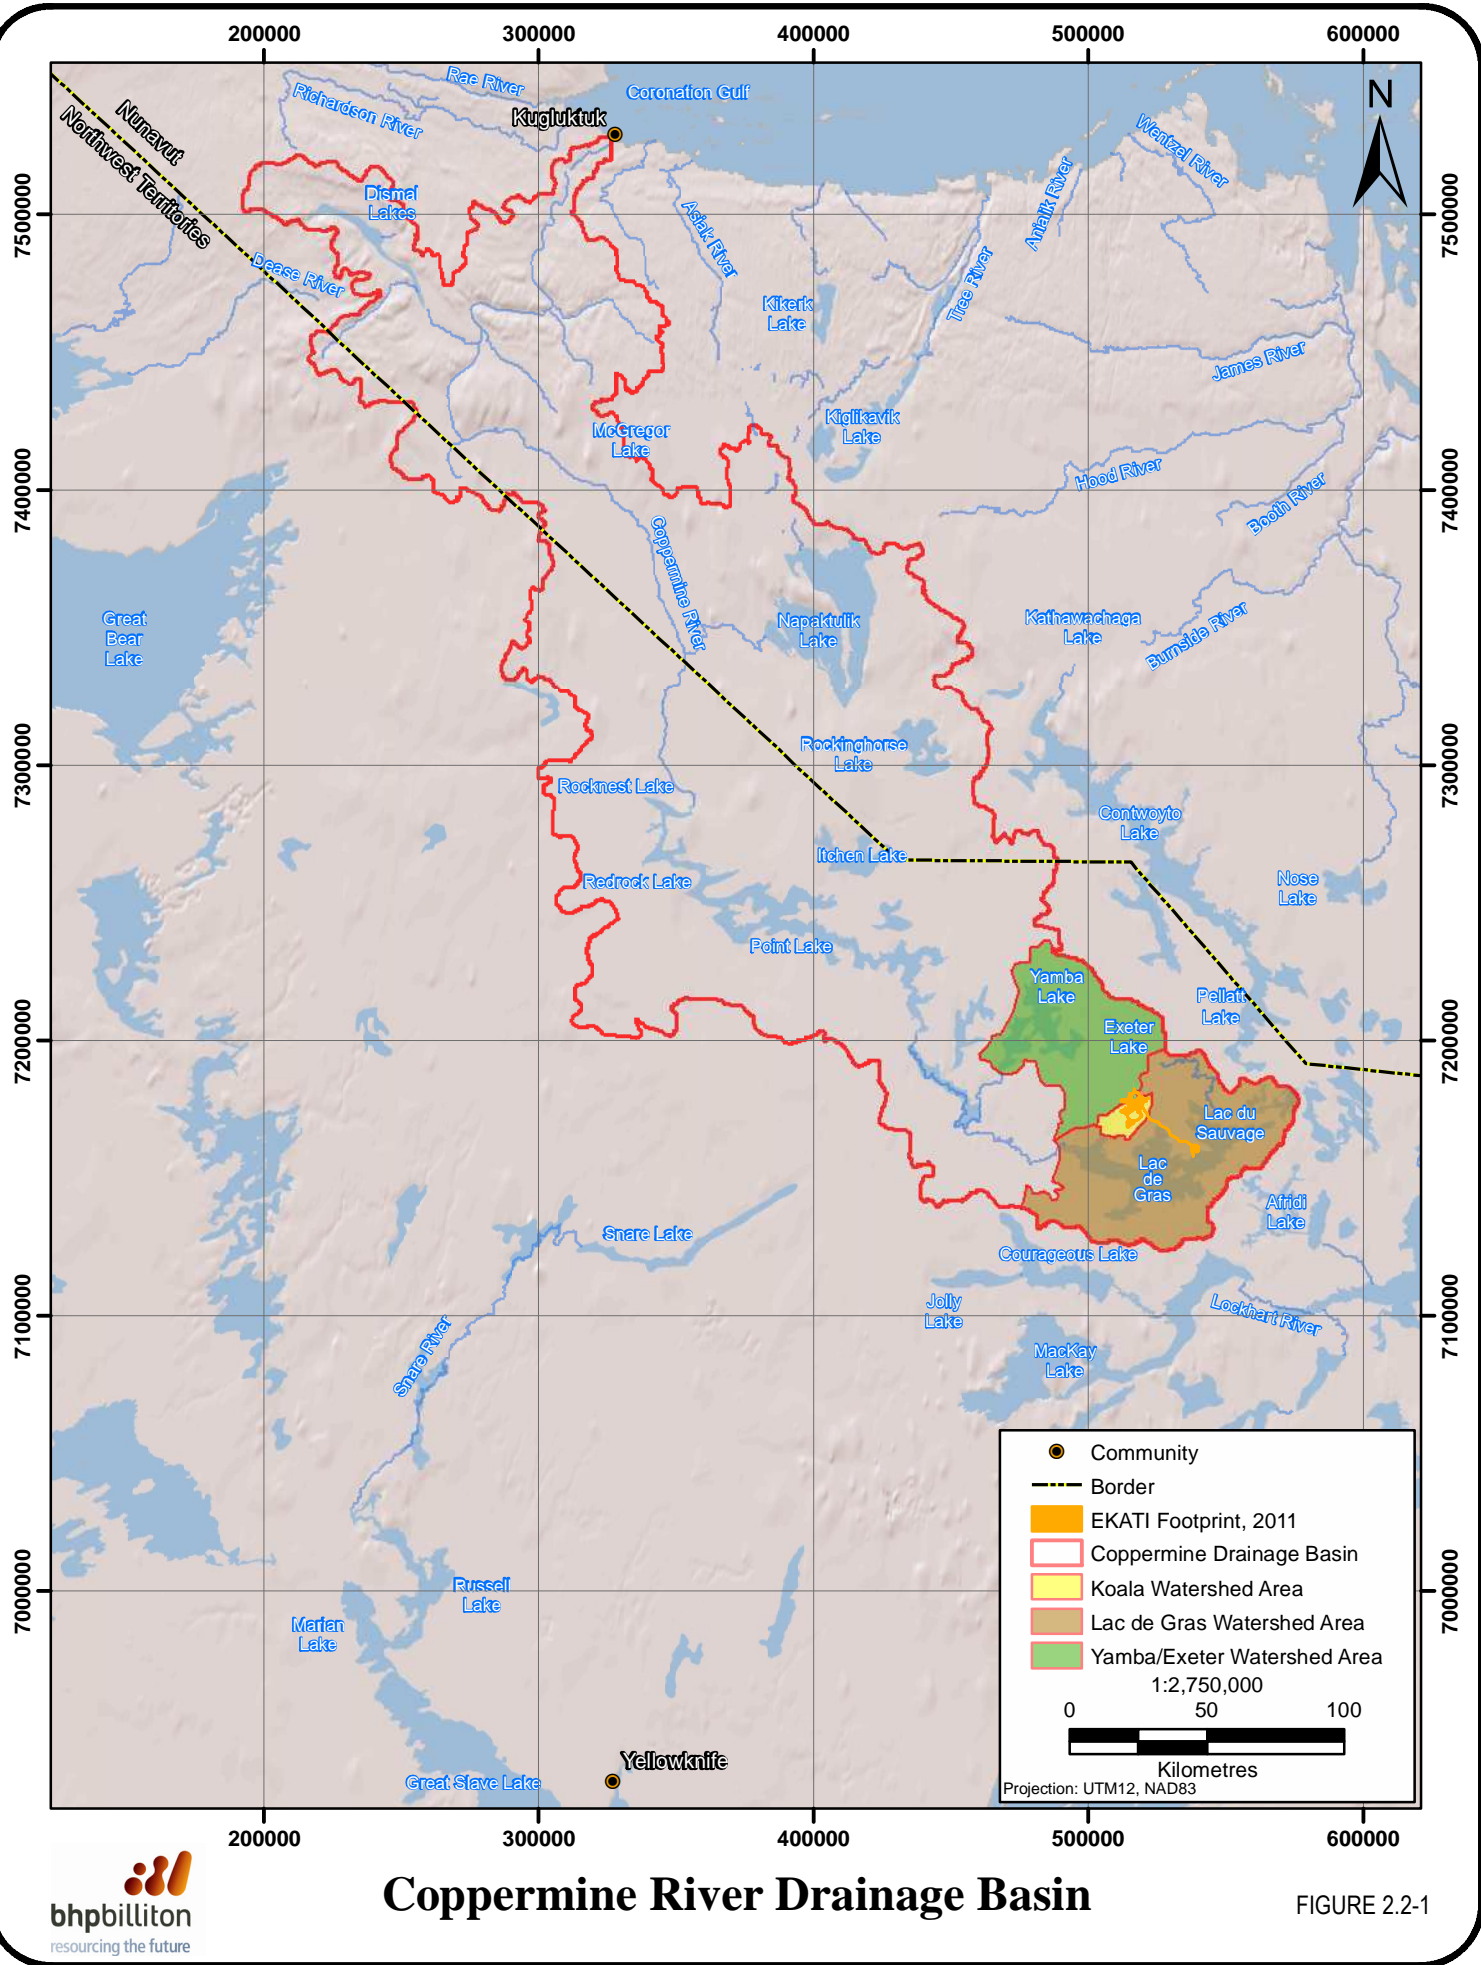 200000
300000
400000
500000
600000
Rae River
Coronation Gulf
N
Richardson River
Kugluktuk
Nunavut
Northwest Territories
Wentzel River
Dismal
Lakes
7500000
7500000
Asiak River
Anialik River
Dease River
Tree River
Kikerk
Lake
James River
McGregor
Lake
Kiglikavik
Lake
Hood River
7400000
7400000
Booth River
Coppermine River
Great
Bear
Lake
Napaktulik
Lake
Kathawachaga
Lake
Burnside River
7300000
7300000
Rockinghorse
Lake
Rocknest Lake
Contwoyto
Lake
Itchen Lake
Redrock Lake
Nose
Lake
Point Lake
Yamba
Lake
Pellatt
Lake
Exeter
Lake
7200000
7200000
Lac du
Sauvage
Lac
de
Gras
Afridi
Lake
Snare Lake
Courageous Lake
7100000
7100000
Jolly
Lake
Lockhart River
Snare River
MacKay
Lake
Community
Border
EKATI Footprint, 2011
Coppermine Drainage Basin
Koala Watershed Area
Lac de Gras Watershed Area
Yamba/Exeter Watershed Area
1:2,750,000
0
50
100
Kilometres
Projection: UTM12, NAD83
7000000
7000000
Russell
Lake
Marian
Lake
Yellowknife
Great Slave Lake
200000
300000
400000
500000
600000
bhpbilliton
resourcing the future
Coppermine River Drainage Basin
FIGURE 2.2-1